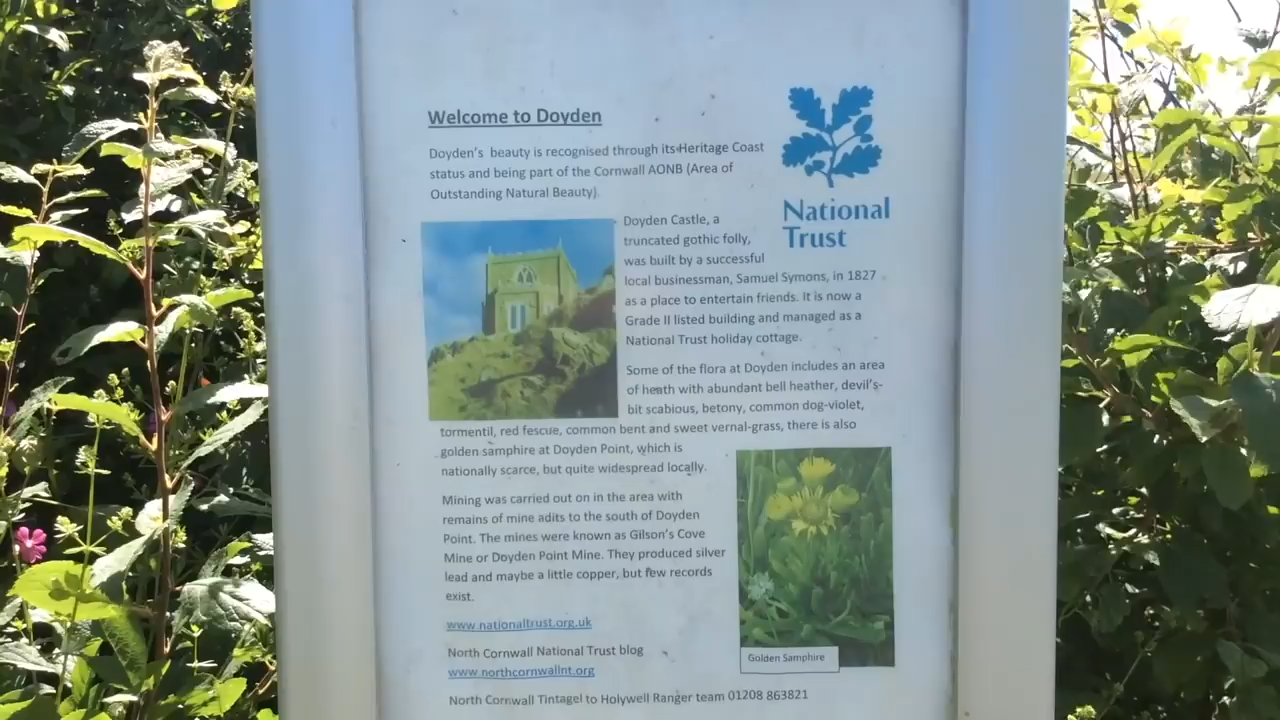 Welcome to Doyden
Doyden's beauty is recognised through its Heritage Coast
status and being part of the Cornwall AONB (Area of
Outstanding Natural Beauty).
National
Trust
Doyden Castle, a
truncated gothic folly,
was built by a successful
local businessman, Samuel Symons, in 1827
as a place to entertain friends. It is now a
Grade II listed building and managed as a
National Trust holiday cottage.
Some of the flora at Doyden includes an area
of heath with abundant bell heather, devil's-
bit scabious, betony, common dog-violet,
tormentil, red fescue, common bent and sweet vernal-grass, there is also
golden samphire at Doyden Point, which is
nationally scarce, but quite widespread locally.
Mining was carried out on in the area with
remains of mine adits to the south of Doyden
Point. The mines were known as Gilson's Cove
Mine or Doyden Point Mine. They produced silver
lead and maybe a little copper, but few records
exist.
Golden Samphire
www.nationaltrust.org.uk
North Cornwall National Trust blog
www.northcornwallnt.org
North Cornwall Tintagel to Holywell Ranger team 01208 863821